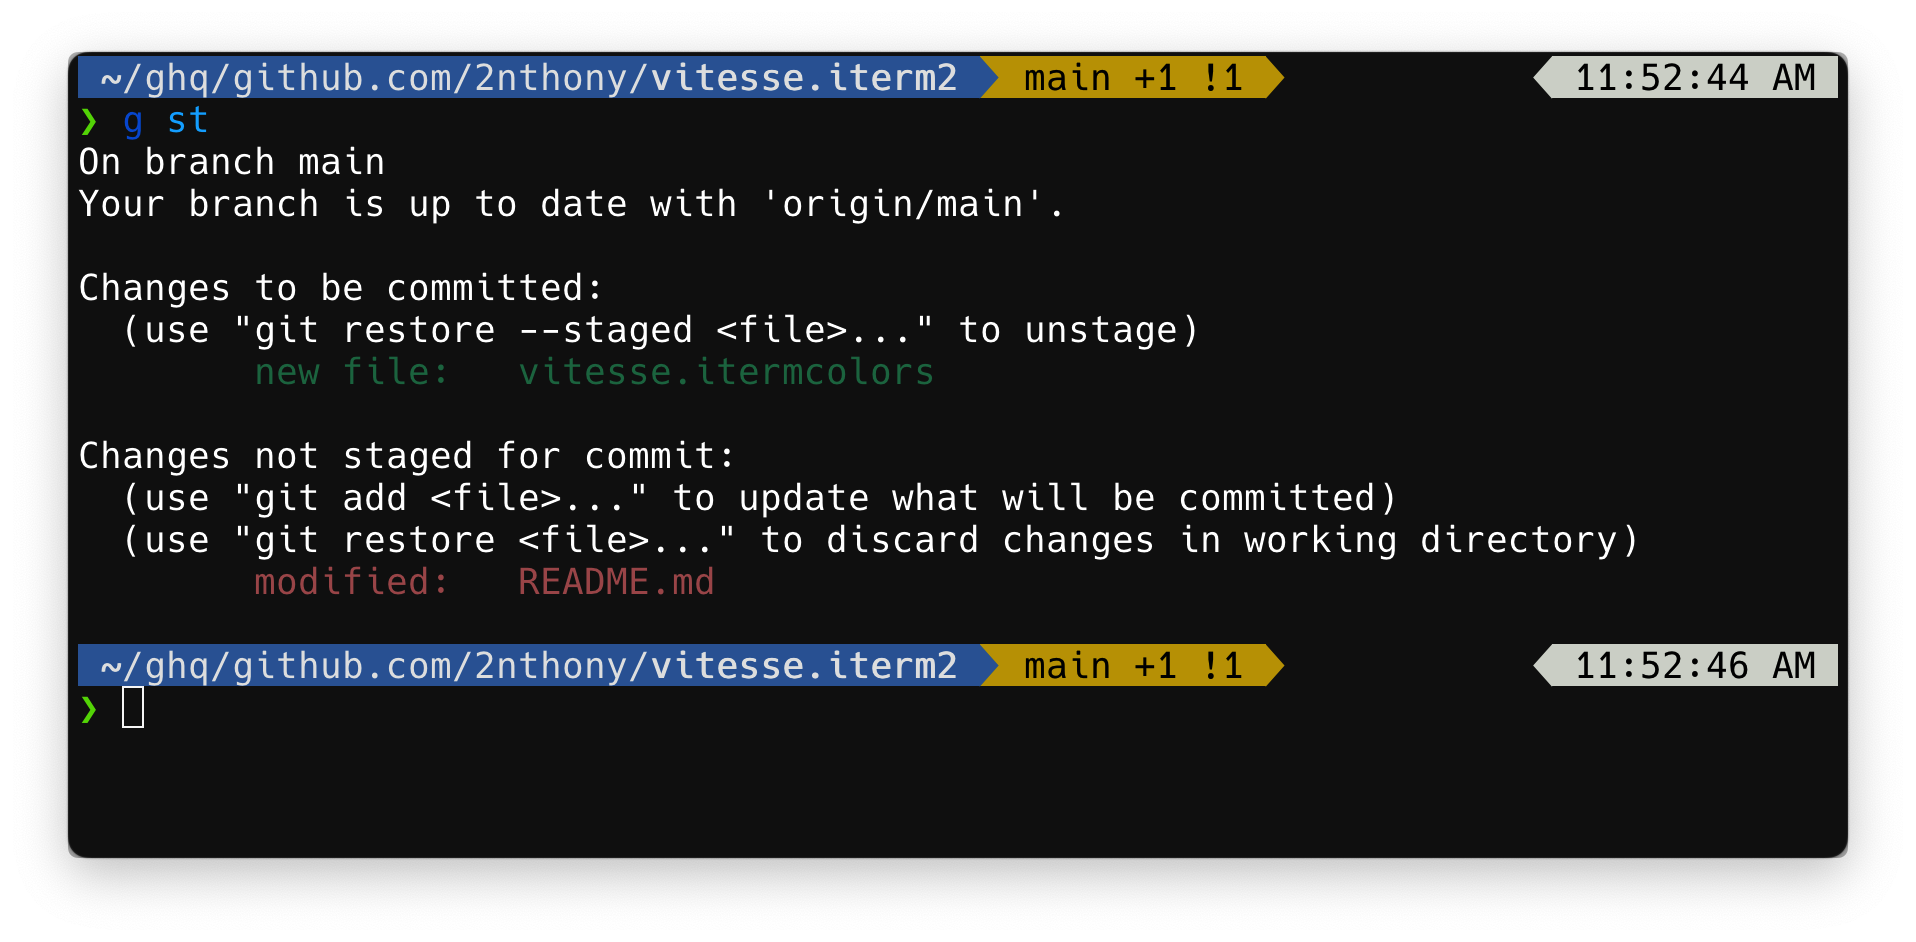 ~/ghq/github.com/2nthony/vitesse.iterm2 main +1 !1 11:52:44 AM
❯ g st
On branch main
Your branch is up to date with 'origin/main'.
Changes to be committed:
(use "git restore --staged <file>..." to unstage)
new file: vitesse.itermcolors
Changes not staged for commit:
(use "git add <file>..." to update what will be committed)
(use "git restore <file>..." to discard changes in working directory)
modified: README.md
~/ghq/github.com/2nthony/vitesse.iterm2 main +1 !1 11:52:46 AM
❯